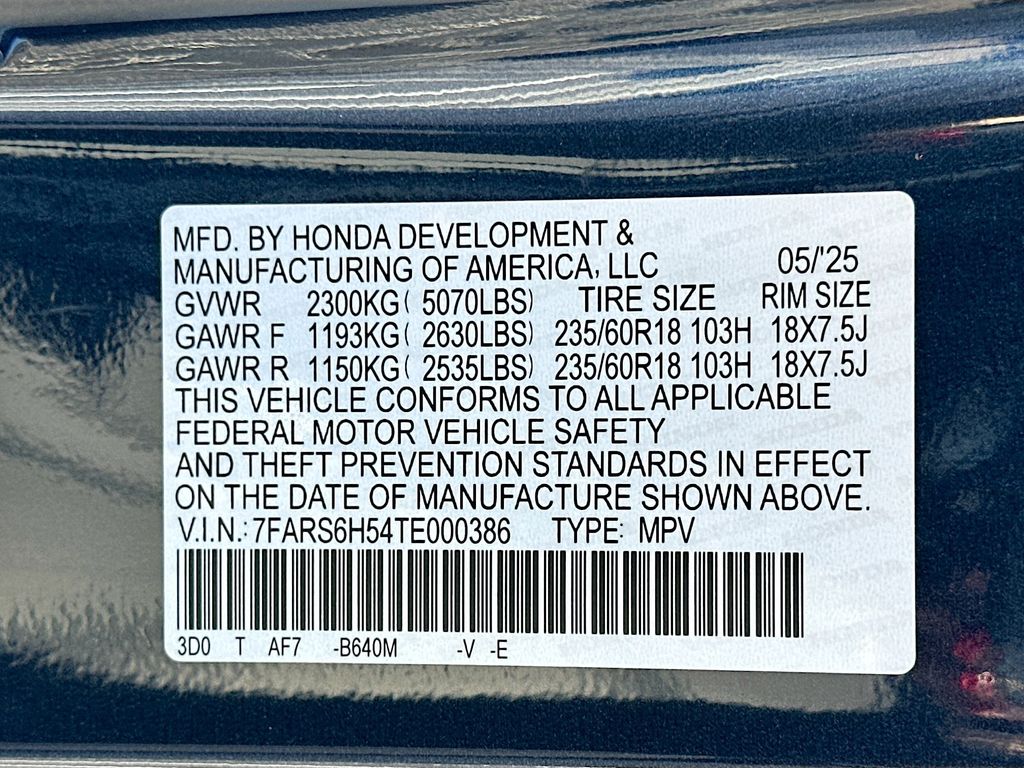 MFD. BY HONDA DEVELOPMENT &
MANUFACTURING OF AMERICA, LLC 05/'25
GVWR 2300KG( 5070LBS) TIRE SIZE RIM SIZE
GAWR F 1193KG( 2630LBS) 235/60R18 103H 18X7.5J
GAWR R 1150KG( 2535LBS) 235/60R18 103H 18X7.5J
THIS VEHICLE CONFORMS TO ALL APPLICABLE
FEDERAL MOTOR VEHICLE SAFETY
AND THEFT PREVENTION STANDARDS IN EFFECT
ON THE DATE OF MANUFACTURE SHOWN ABOVE.
V.I.N.: 7FARS6H54TE000386 TYPE: MPV
3D0 T AF7 -B640M -V -E